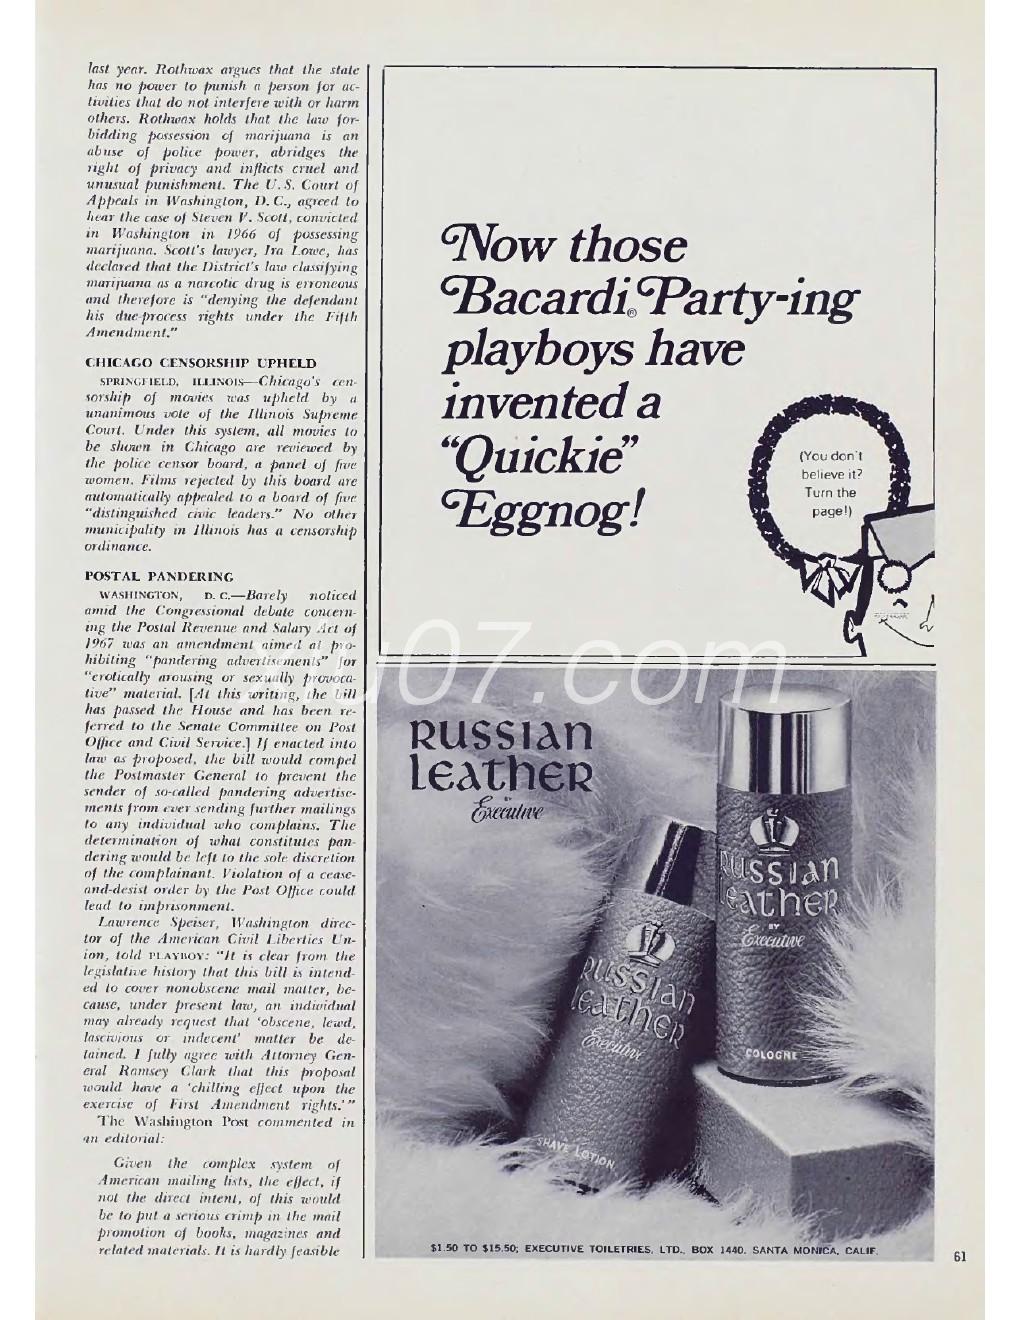 last year. Rothwax argues that the state
has no power to punish a person for ac-
tivities that do not interfere with or harm
others. Rothwax holds that the law for-
bidding possession of marijuana is an
abuse of police power, abridges the
right of privacy and inflicts cruel and
unusual punishment. The U. S. Court of
Appeals in Washington, D. C., agreed to
hear the case of Steven V. Scott, convicted
in Washington in 1966 of possessing
marijuana. Scott's lawyer, Ira Lowe, has
declared that the District's law classifying
marijuana as a narcotic drug is erroneous
and therefore is "denying the defendant
his due-process rights under the Fifth
Amendment."
CHICAGO CENSORSHIP UPHELD
SPRINGFIELD, ILLINOIS—Chicago's cen-
sorship of movies was upheld by a
unanimous vote of the Illinois Supreme
Court. Under this system, all movies to
be shown in Chicago are reviewed by
the police censor board, a panel of five
women. Films rejected by this board are
automatically appealed to a board of five
"distinguished civic leaders." No other
municipality in Illinois has a censorship
ordinance.
POSTAL PANDERING
WASHINGTON, D. C.—Barely noticed
amid the Congressional debate concern-
ing the Postal Revenue and Salary Act of
1967 was an amendment aimed at pro-
hibiting "pandering advertisements" for
"erotically arousing or sexually provoca-
tive" material. [At this writing, the bill
has passed the House and has been re-
ferred to the Senate Committee on Post
Office and Civil Service.] If enacted into
law as proposed, the bill would compel
the Postmaster General to prevent the
sender of so-called pandering advertise-
ments from ever sending further mailings
to any individual who complains. The
determination of what constitutes pan-
dering would be left to the sole discretion
of the complainant. Violation of a cease-
and-desist order by the Post Office could
lead to imprisonment.
Lawrence Speiser, Washington direc-
tor of the American Civil Liberties Un-
ion, told PLAYBOY: "It is clear from the
legislative history that this bill is intend-
ed to cover nonobscene mail matter, be-
cause, under present law, an individual
may already request that 'obscene, lewd,
lascivious or indecent' matter be de-
tained. I fully agree with Attorney Gen-
eral Ramsey Clark that this proposal
would have a 'chilling effect upon the
exercise of First Amendment rights.'"
The Washington Post commented in
an editorial:
Given the complex system of
American mailing lists, the effect, if
not the direct intent, of this would
be to put a serious crimp in the mail
promotion of books, magazines and
related materials. It is hardly feasible
Now those
Bacardi® Party-ing
playboys have
invented a
"Quickie"
Eggnog!
(You don't
believe it?
Turn the
page!)
xiu07.com
RUSSIAN
LEATHER
BY
Executive
RUSSIAN
LEATHER
BY
Executive
COLOGNE
RUSSIAN
LEATHER
BY
Executive
SHAVE LOTION
$1.50 TO $15.50; EXECUTIVE TOILETRIES, LTD., BOX 1440, SANTA MONICA, CALIF.
61